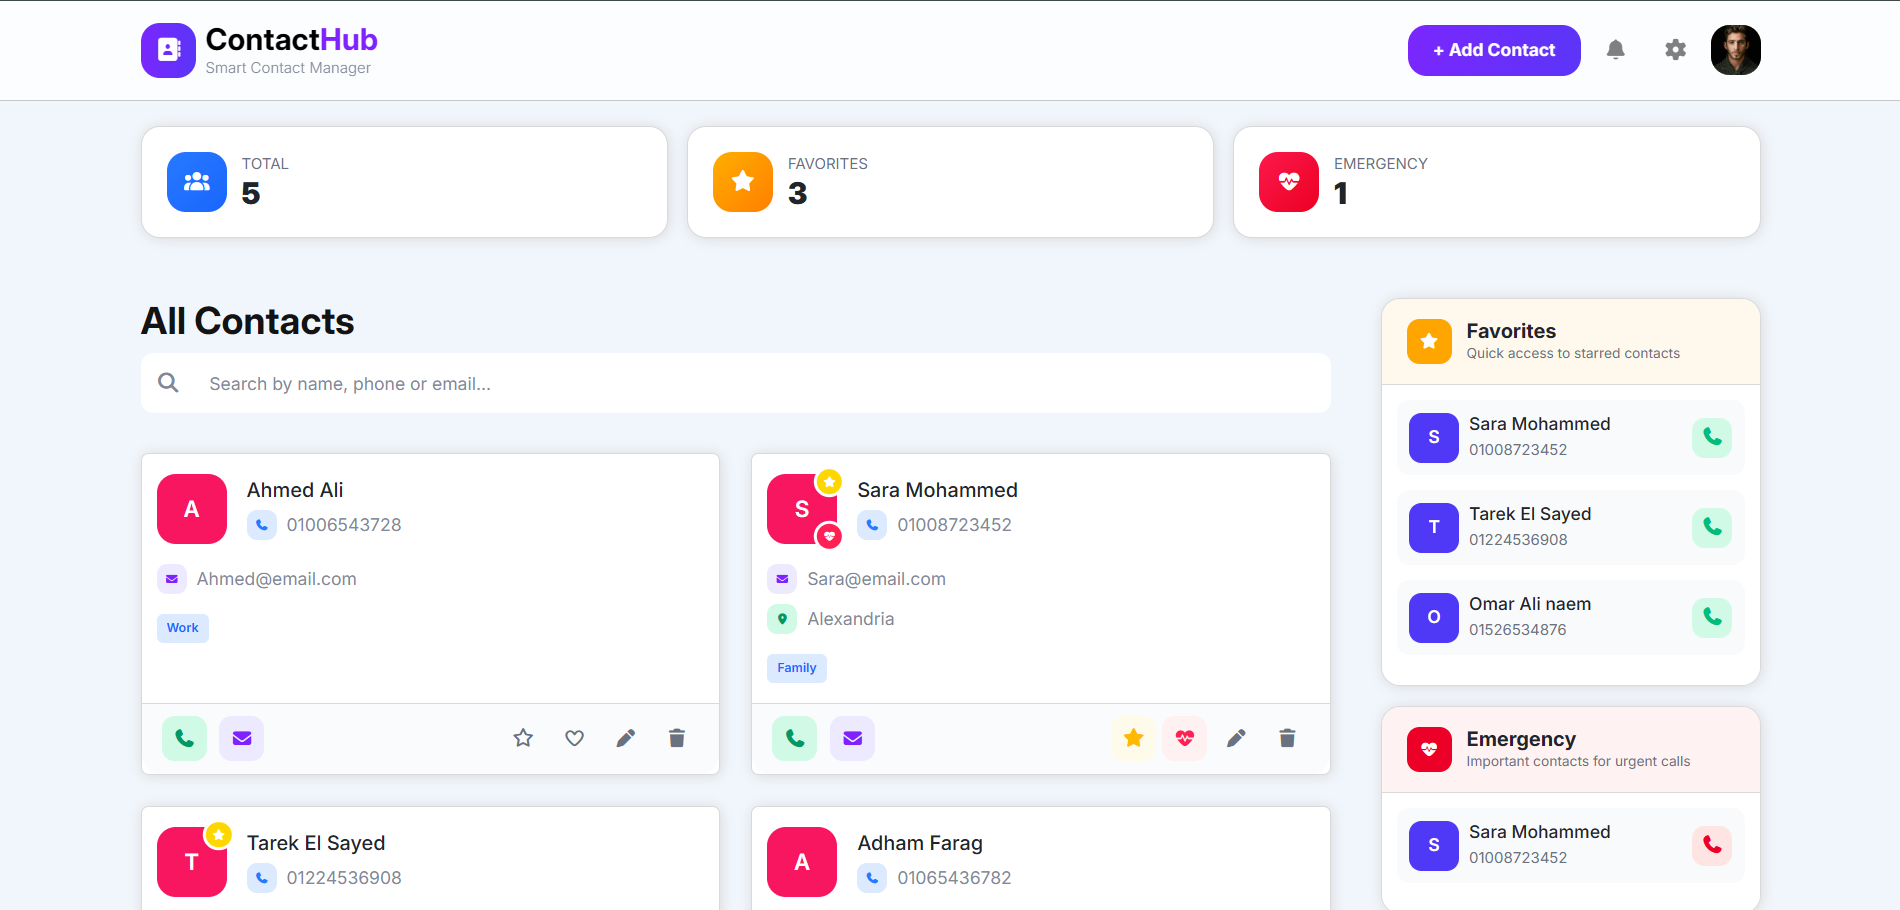 ContactHub
Smart Contact Manager
+ Add Contact
TOTAL
5
FAVORITES
3
EMERGENCY
1
All Contacts
Search by name, phone or email...
A
Ahmed Ali
01006543728
Ahmed@email.com
Work
S
Sara Mohammed
01008723452
Sara@email.com
Alexandria
Family
T
Tarek El Sayed
01224536908
A
Adham Farag
01065436782
Favorites
Quick access to starred contacts
S
Sara Mohammed
01008723452
T
Tarek El Sayed
01224536908
O
Omar Ali naem
01526534876
Emergency
Important contacts for urgent calls
S
Sara Mohammed
01008723452